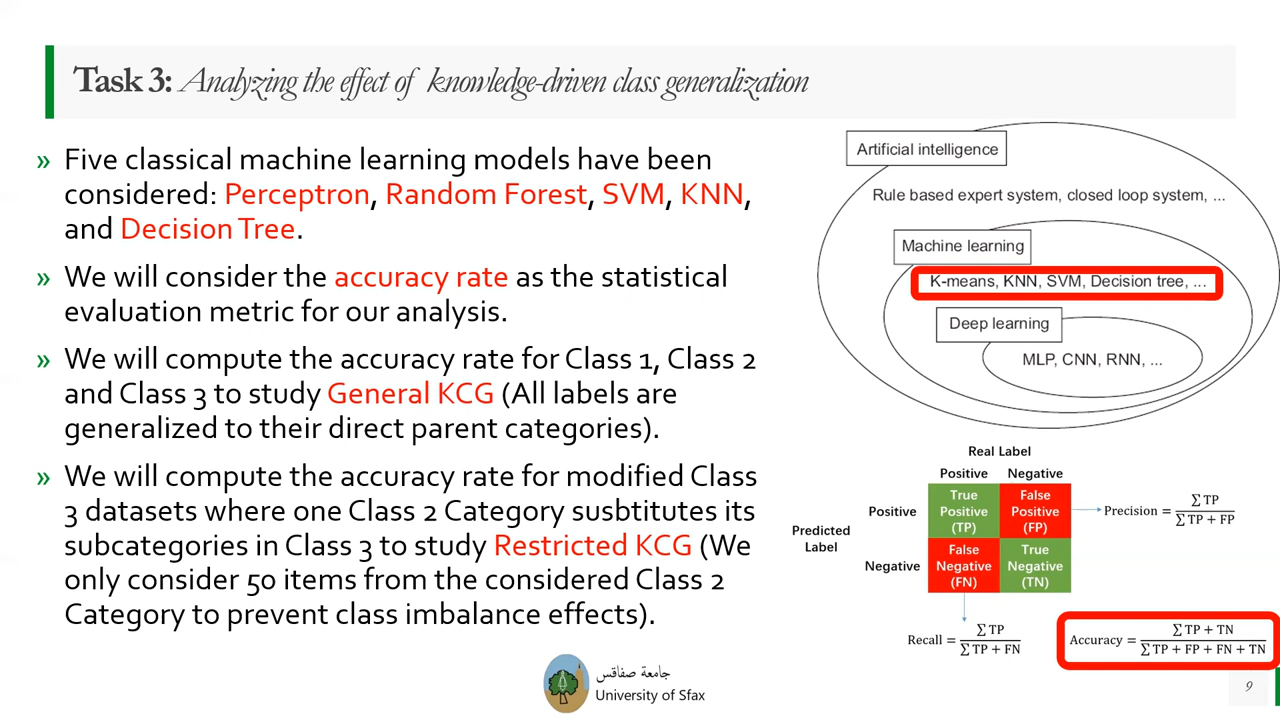 Task 3: Analyzing the effect of knowledge-driven class generalization
» Five classical machine learning models have been
considered: Perceptron, Random Forest, SVM, KNN,
and Decision Tree.
» We will consider the accuracy rate as the statistical
evaluation metric for our analysis.
» We will compute the accuracy rate for Class 1, Class 2
and Class 3 to study General KCG (All labels are
generalized to their direct parent categories).
» We will compute the accuracy rate for modified Class
3 datasets where one Class 2 Category susbtitutes its
subcategories in Class 3 to study Restricted KCG (We
only consider 50 items from the considered Class 2
Category to prevent class imbalance effects).
Artificial intelligence
Rule based expert system, closed loop system, ...
Machine learning
K-means, KNN, SVM, Decision tree, ...
Deep learning
MLP, CNN, RNN, ...
Real Label
Positive Negative
Predicted
Label
Positive
True
Positive
(TP)
False
Positive
(FP)
Negative
False
Negative
(FN)
True
Negative
(TN)
Precision = ∑ TP / ∑ TP + FP
Recall = ∑ TP / ∑ TP + FN
Accuracy = ∑ TP + TN / ∑ TP + FP + FN + TN
جامعة صفاقس
University of Sfax
9